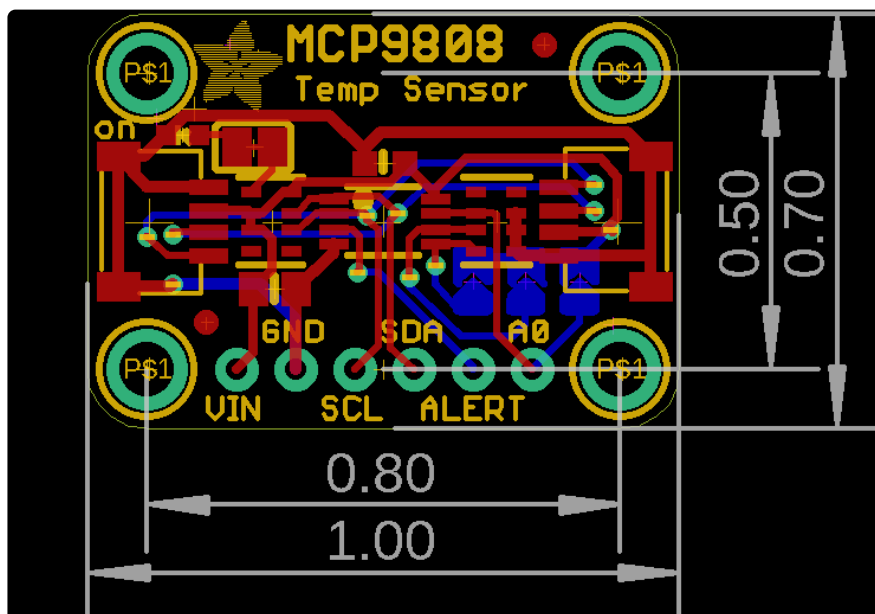 MCP9808
P$1
P$1
Temp Sensor
on
0.50
0.70
GND
SDA
A0
P$1
P$1
VIN
SCL
ALERT
0.80
1.00